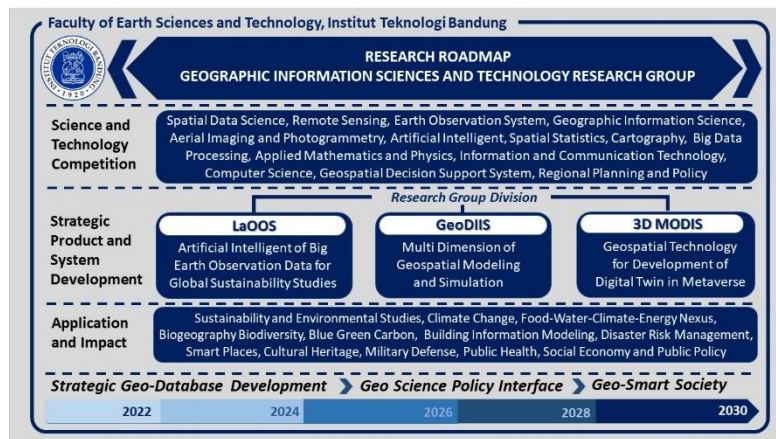 Faculty of Earth Sciences and Technology, Institut Teknologi Bandung
INSTITUT TEKNOLOGI BANDUNG
1920
RESEARCH ROADMAP
GEOGRAPHIC INFORMATION SCIENCES AND TECHNOLOGY RESEARCH GROUP
Science and
Technology
Competition
Spatial Data Science, Remote Sensing, Earth Observation System, Geographic Information Science,
Aerial Imaging and Photogrammetry, Artificial Intelligent, Spatial Statistics, Cartography, Big Data
Processing, Applied Mathematics and Physics, Information and Communication Technology,
Computer Science, Geospatial Decision Support System, Regional Planning and Policy
Research Group Division
Strategic
Product and
System
Development
LaOOS
Artificial Intelligent of Big
Earth Observation Data for
Global Sustainability Studies
GeoDIIS
Multi Dimension of
Geospatial Modeling
and Simulation
3D MODIS
Geospatial Technology
for Development of
Digital Twin in Metaverse
Application
and Impact
Sustainability and Environmental Studies, Climate Change, Food-Water-Climate-Energy Nexus,
Biogeography Biodiversity, Blue Green Carbon, Building Information Modeling, Disaster Risk Management,
Smart Places, Cultural Heritage, Military Defense, Public Health, Social Economy and Public Policy
Strategic Geo-Database Development
Geo Science Policy Interface
Geo-Smart Society
2022
2024
2026
2028
2030